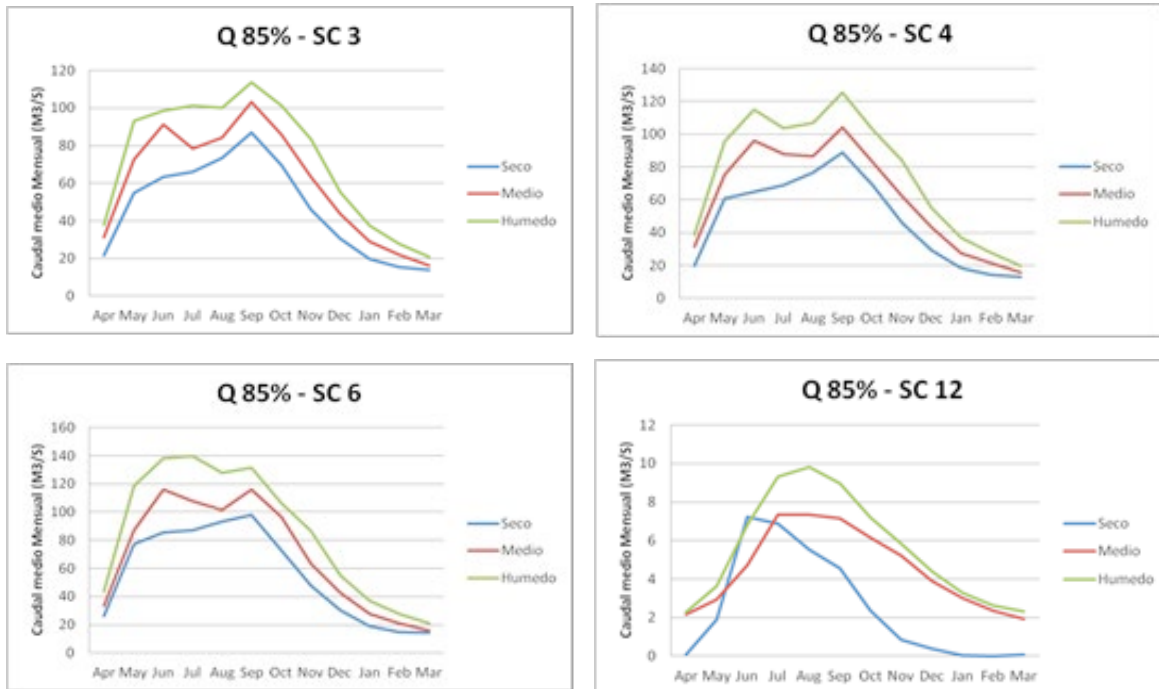 Q 85% - SC 3
Caudal medio Mensual (M3/S)
120
100
80
60
40
20
0
Apr May Jun Jul Aug Sep Oct Nov Dec Jan Feb Mar
Seco
Medio
Humedo
Q 85% - SC 4
Caudal medio Mensual (M3/S)
140
120
100
80
60
40
20
0
Apr May Jun Jul Aug Sep Oct Nov Dec Jan Feb Mar
Seco
Medio
Humedo
Q 85% - SC 6
Caudal medio Mensual (M3/S)
160
140
120
100
80
60
40
20
0
Apr May Jun Jul Aug Sep Oct Nov Dec Jan Feb Mar
Seco
Medio
Humedo
Q 85% - SC 12
Caudal medio Mensual (M3/S)
12
10
8
6
4
2
0
Apr May Jun Jul Aug Sep Oct Nov Dec Jan Feb Mar
Seco
Medio
Humedo